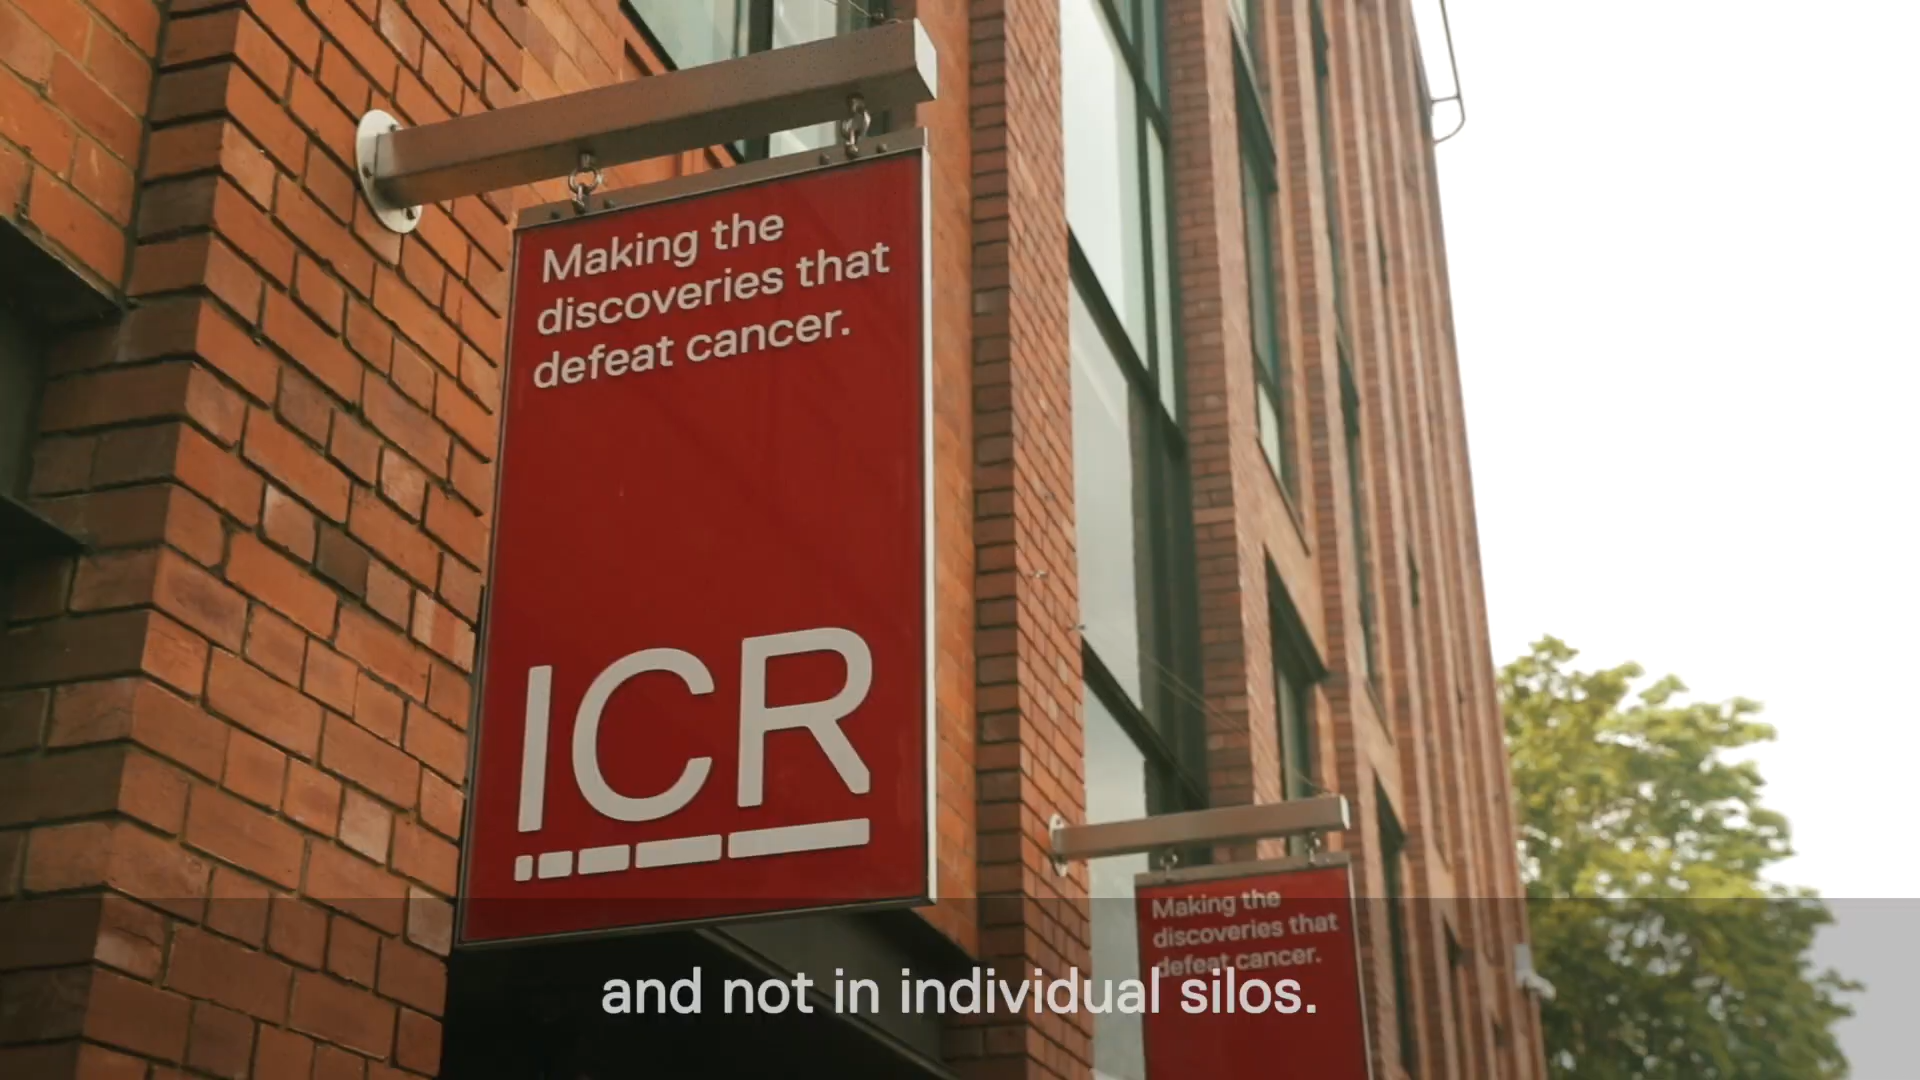 Making the
discoveries that
defeat cancer.
ICR
Making the
discoveries that
defeat cancer.
and not in individual silos.